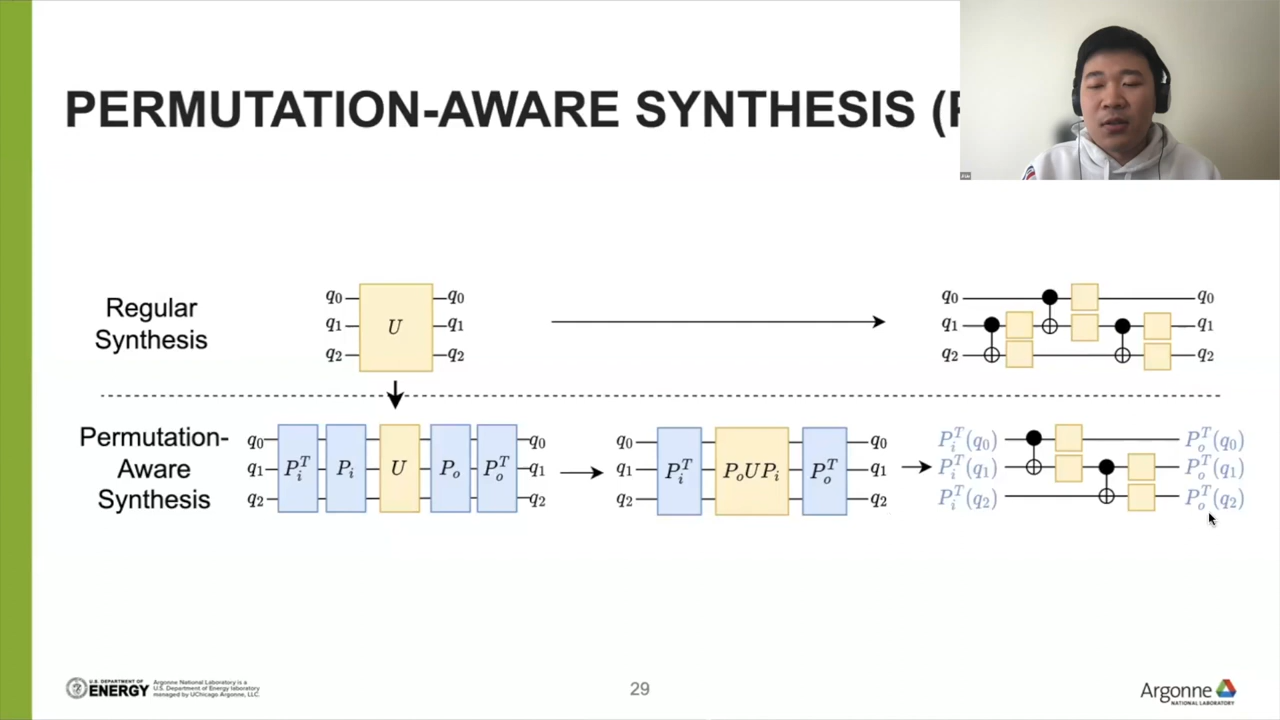 PERMUTATION-AWARE SYNTHESIS (
Regular
Synthesis
q₀ q₀
q₁ U q₁
q₂ q₂
q₀ q₀
q₁ q₁
q₂ q₂
Permutation-
Aware
Synthesis
q₀ q₀
q₁ Pᵢᵀ Pᵢ U Pₒ Pₒᵀ q₁
q₂ q₂
q₀ q₀
q₁ Pᵢᵀ PₒUPᵢ Pₒᵀ q₁
q₂ q₂
Pᵢᵀ(q₀) Pₒᵀ(q₀)
Pᵢᵀ(q₁) Pₒᵀ(q₁)
Pᵢᵀ(q₂) Pₒᵀ(q₂)
U.S. DEPARTMENT OF
ENERGY
Argonne National Laboratory is a
U.S. Department of Energy laboratory
managed by UChicago Argonne, LLC.
29
Argonne
NATIONAL LABORATORY